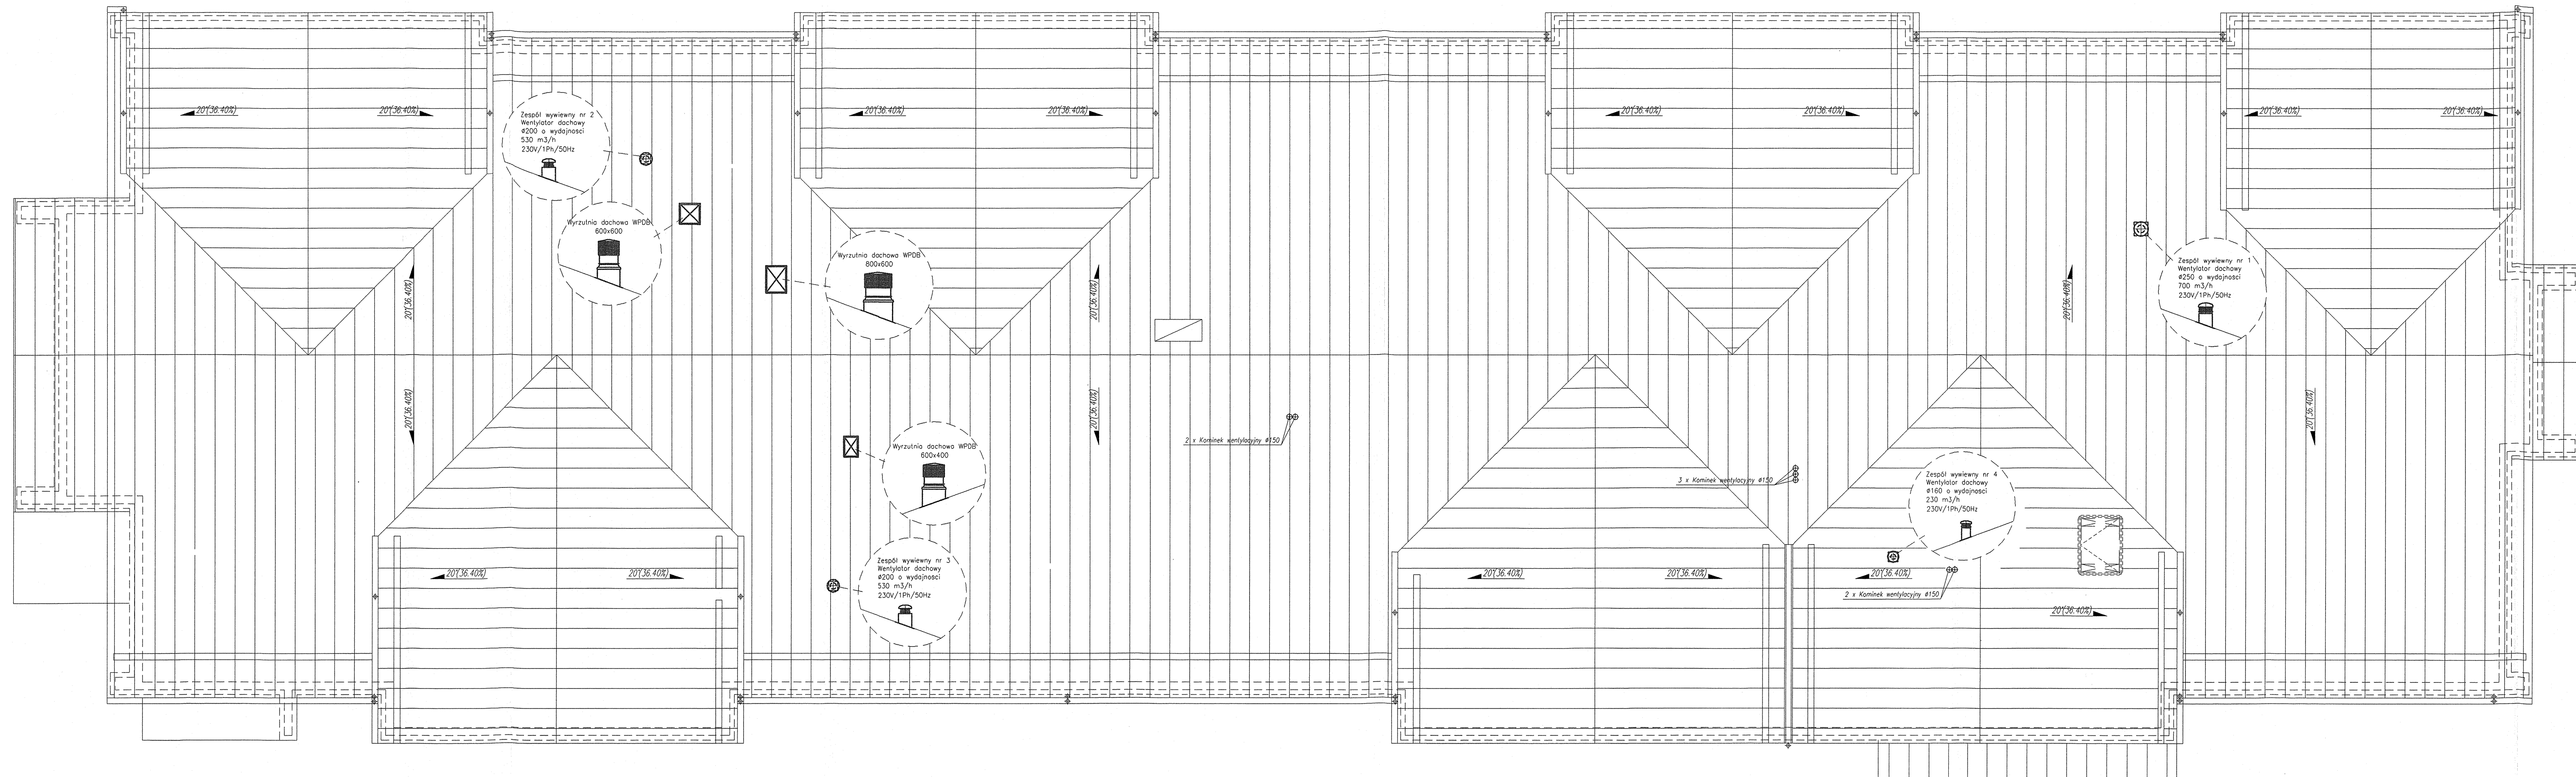 20°(36.40%)
20°(36.40%)
20°(36.40%)
20°(36.40%)
20°(36.40%)
20°(36.40%)
20°(36.40%)
20°(36.40%)
Zespół wywiewny nr 2
Wentylator dachowy
ø200 o wydajności
530 m3/h
230V/1Ph/50Hz
Wyrzutnia dachowa WPDB
600x600
Wyrzutnia dachowa WPDB
800x600
Zespół wywiewny nr 1
Wentylator dachowy
ø250 o wydajności
700 m3/h
230V/1Ph/50Hz
20°(36.40%)
20°(36.40%)
20°(36.40%)
20°(36.40%)
20°(36.40%)
20°(36.40%)
2 x Kominek wentylacyjny ø150
Wyrzutnia dachowa WPDB
600x400
3 x Kominek wentylacyjny ø150
Zespół wywiewny nr 4
Wentylator dachowy
ø160 o wydajności
230 m3/h
230V/1Ph/50Hz
Zespół wywiewny nr 3
Wentylator dachowy
ø200 o wydajności
530 m3/h
230V/1Ph/50Hz
20°(36.40%)
20°(36.40%)
20°(36.40%)
20°(36.40%)
20°(36.40%)
2 x Kominek wentylacyjny ø150
20°(36.40%)